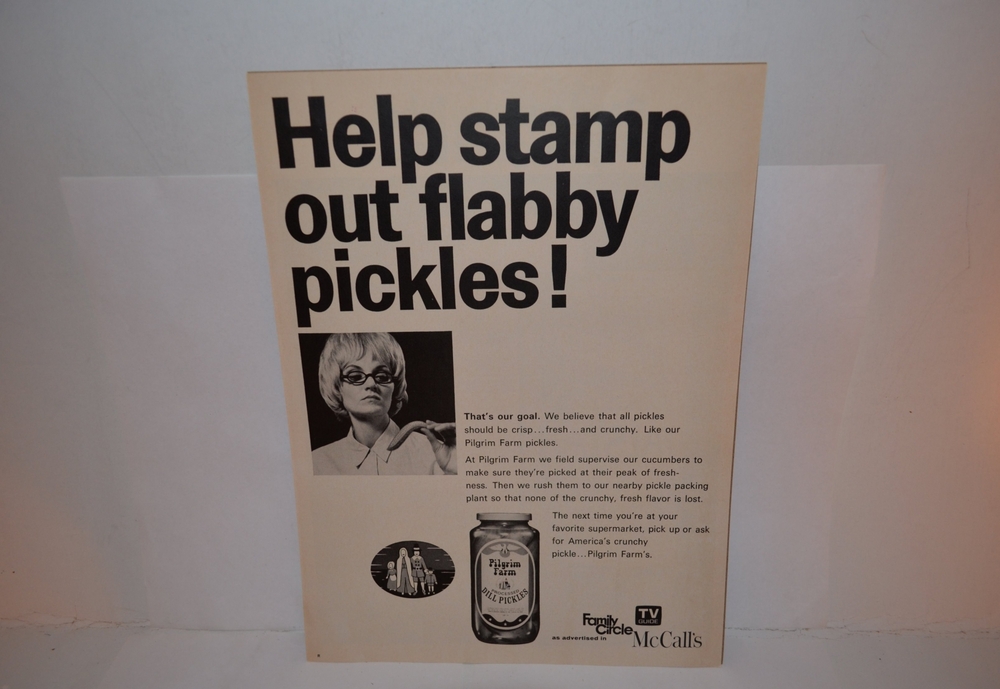 Help stamp
out flabby
pickles!
That's our goal. We believe that all pickles
should be crisp...fresh...and crunchy. Like our
Pilgrim Farm pickles.
At Pilgrim Farm we field supervise our cucumbers to
make sure they're picked at their peak of fresh-
ness. Then we rush them to our nearby pickle packing
plant so that none of the crunchy, fresh flavor is lost.
The next time you're at your
favorite supermarket, pick up or ask
for America's crunchy
pickle...Pilgrim Farm's.
Pilgrim
Farm
PROCESSED
DILL PICKLES
as advertised in
Family
Circle
TV
GUIDE
McCall's